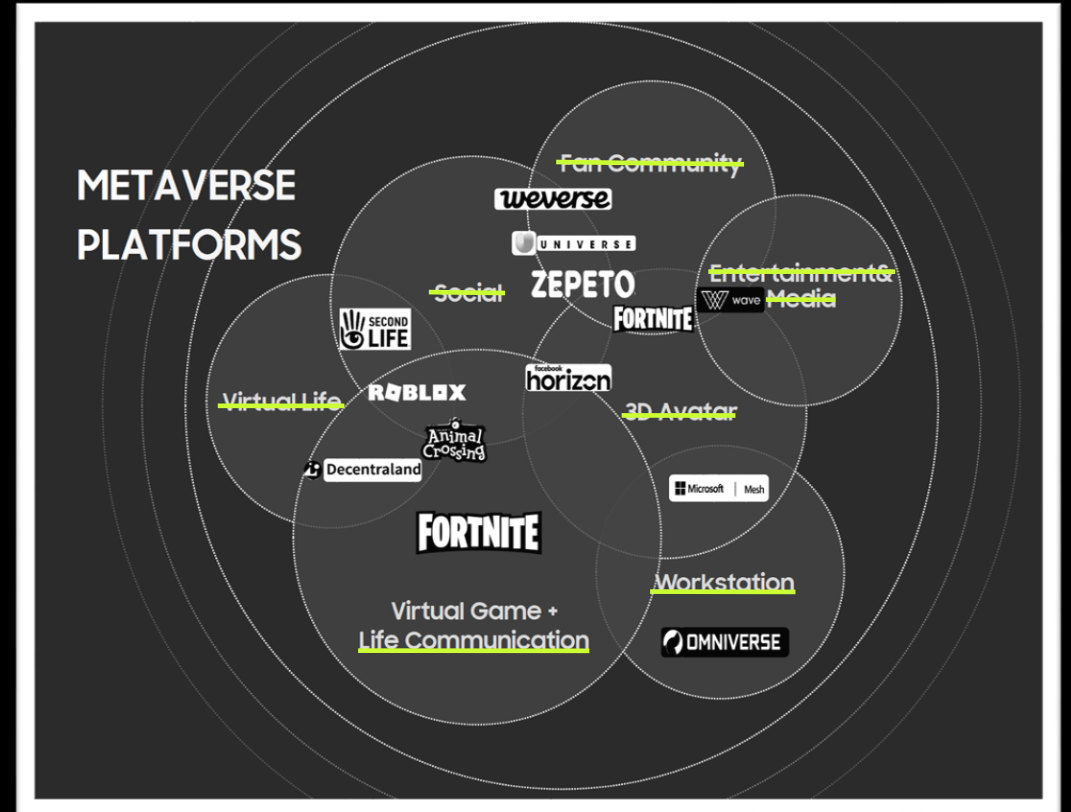 METAVERSE
PLATFORMS
Fan Community
weverse
UNIVERSE
Entertainment&
Media
wave
ZEPETO
Social
FORTNITE
SECOND
LIFE
facebook
horizon
ROBLOX
Virtual Life
3D Avatar
Animal
Crossing
Decentraland
Microsoft | Mesh
FORTNITE
Workstation
Virtual Game +
Life Communication
OMNIVERSE